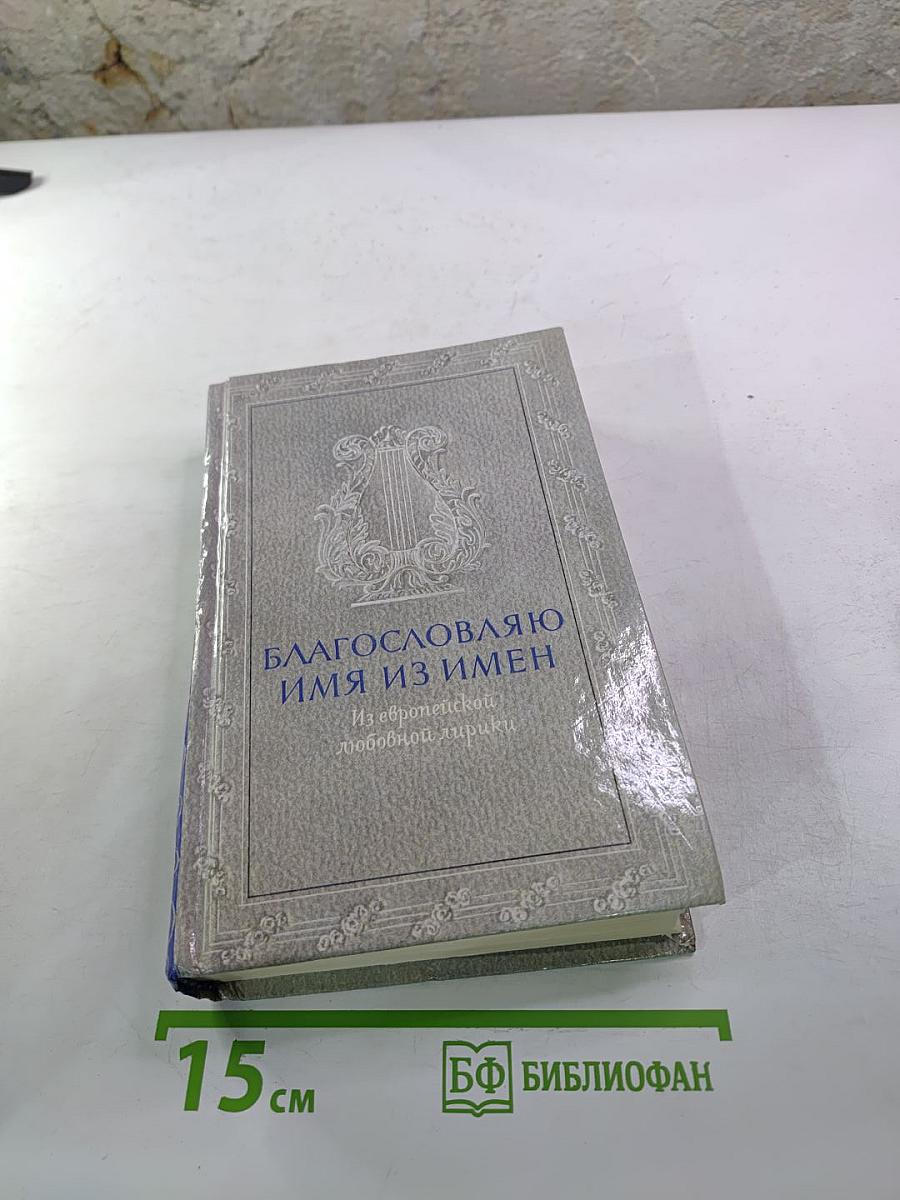 БЛАГОСЛОВЛЯЮ
ИМЯ ИЗ ИМЕН
Из европейской
любовной лирики
15 см
БФ БИБЛИОФАН